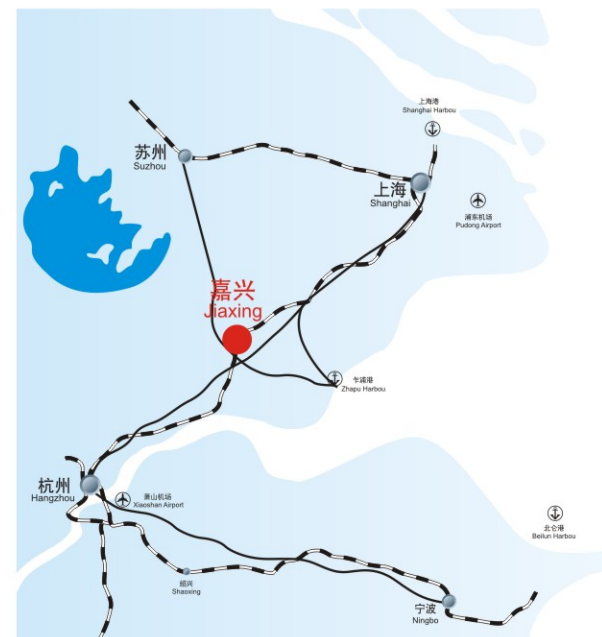 上海港
Shanghai Harbou
苏州
Suzhou
上海
Shanghai
浦东机场
Pudong Airport
嘉兴
Jiaxing
乍浦港
Zhapu Harbou
杭州
Hangzhou
萧山机场
Xiaoshan Airport
北仑港
Beilun Harbou
绍兴
Shaoxing
宁波
Ningbo